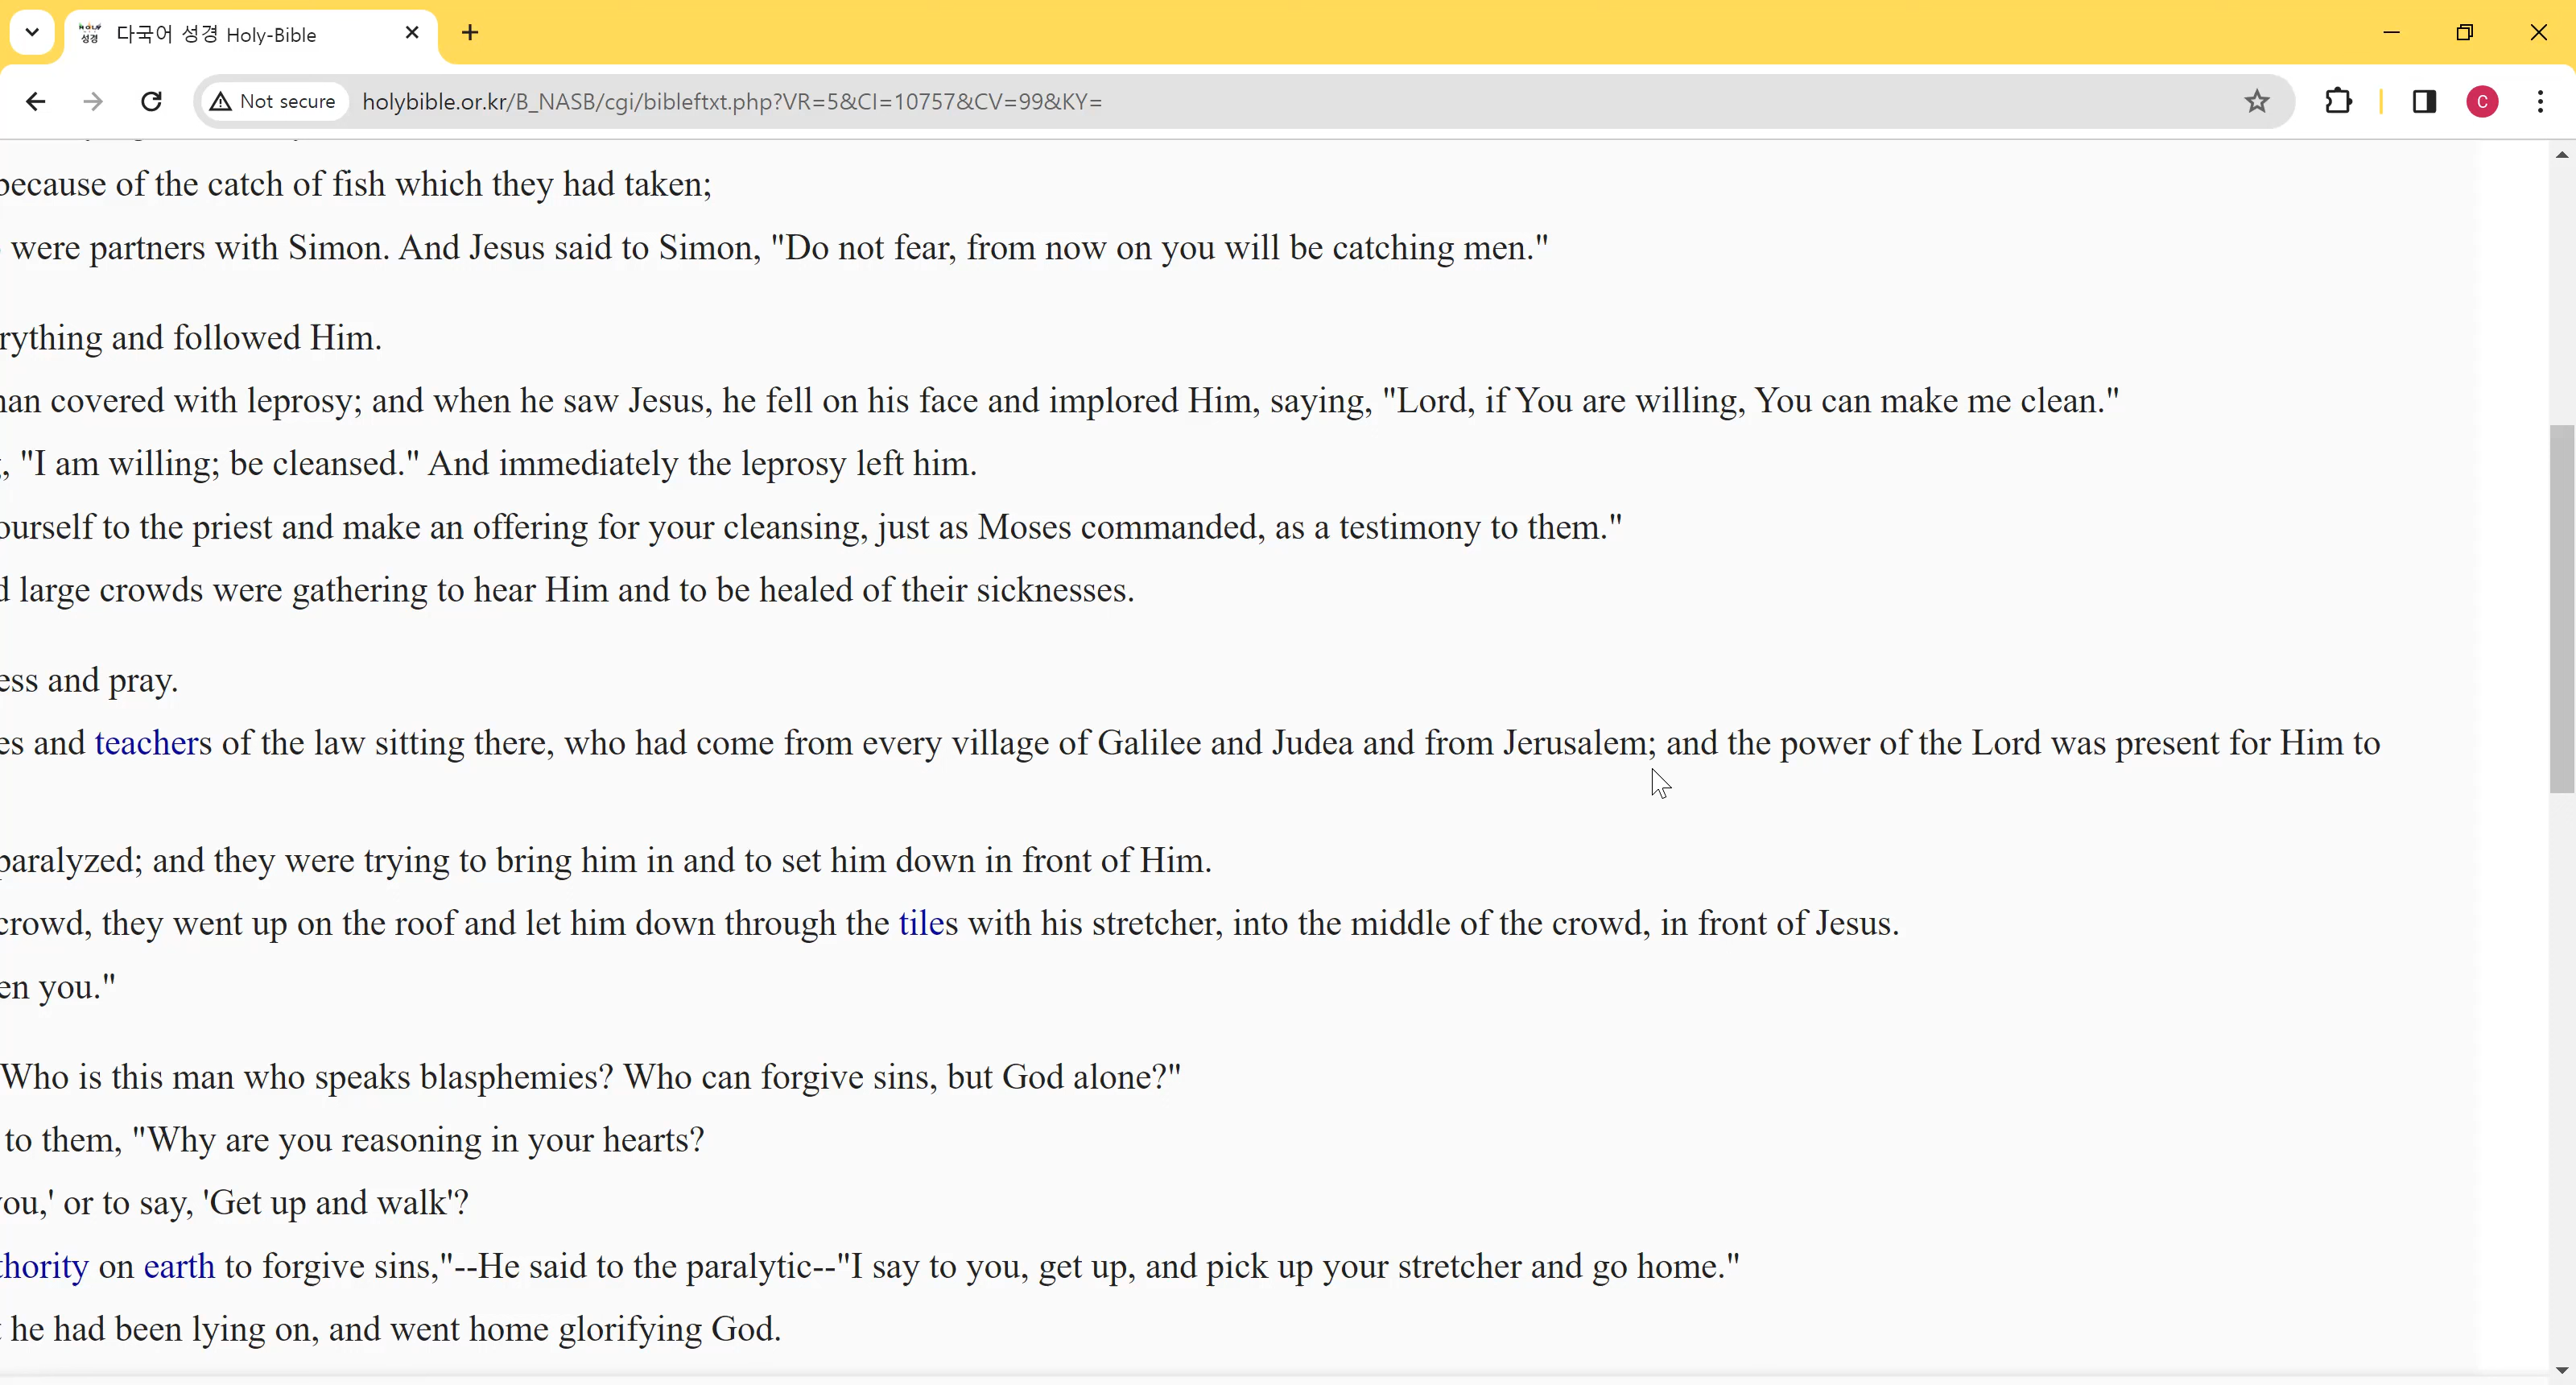 성경
다국어 성경 Holy-Bible
Not secure
holybible.or.kr/B_NASB/cgi/bibleftxt.php?VR=5&CI=10757&CV=99&KY=
C
because of the catch of fish which they had taken;
were partners with Simon. And Jesus said to Simon, "Do not fear, from now on you will be catching men."
rything and followed Him.
an covered with leprosy; and when he saw Jesus, he fell on his face and implored Him, saying, "Lord, if You are willing, You can make me clean."
, "I am willing; be cleansed." And immediately the leprosy left him.
ourself to the priest and make an offering for your cleansing, just as Moses commanded, as a testimony to them."
d large crowds were gathering to hear Him and to be healed of their sicknesses.
ess and pray.
es and teachers of the law sitting there, who had come from every village of Galilee and Judea and from Jerusalem; and the power of the Lord was present for Him to
paralyzed; and they were trying to bring him in and to set him down in front of Him.
crowd, they went up on the roof and let him down through the tiles with his stretcher, into the middle of the crowd, in front of Jesus.
en you."
Who is this man who speaks blasphemies? Who can forgive sins, but God alone?"
to them, "Why are you reasoning in your hearts?
ou,' or to say, 'Get up and walk'?
thority on earth to forgive sins,"--He said to the paralytic--"I say to you, get up, and pick up your stretcher and go home."
he had been lying on, and went home glorifying God.